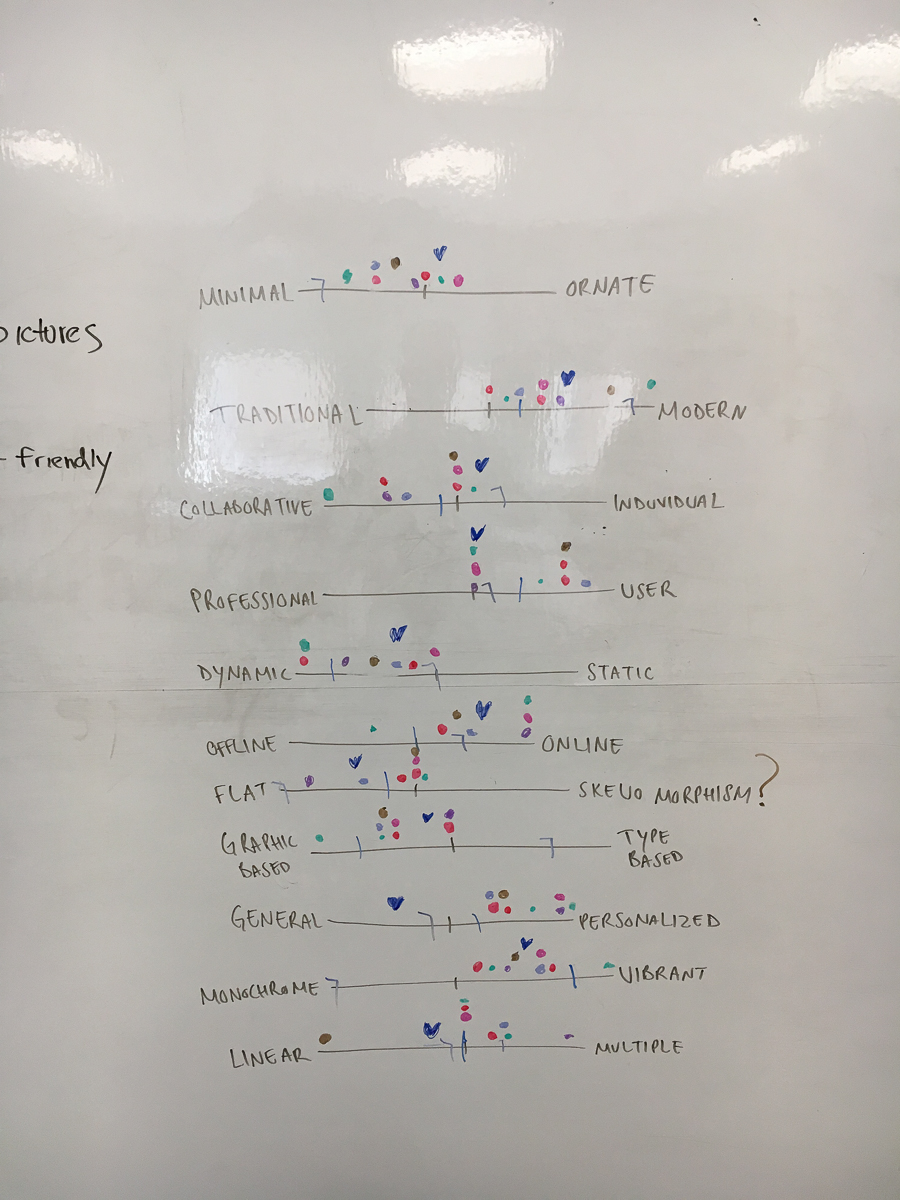 MINIMAL ORNATE
pictures
TRADITIONAL MODERN
- friendly
COLLABORATIVE INDUVIDUAL
PROFESSIONAL USER
DYNAMIC STATIC
OFFLINE ONLINE
FLAT SKEUO MORPHISM?
GRAPHIC TYPE
BASED BASED
GENERAL PERSONALIZED
MONOCHROME VIBRANT
LINEAR MULTIPLE